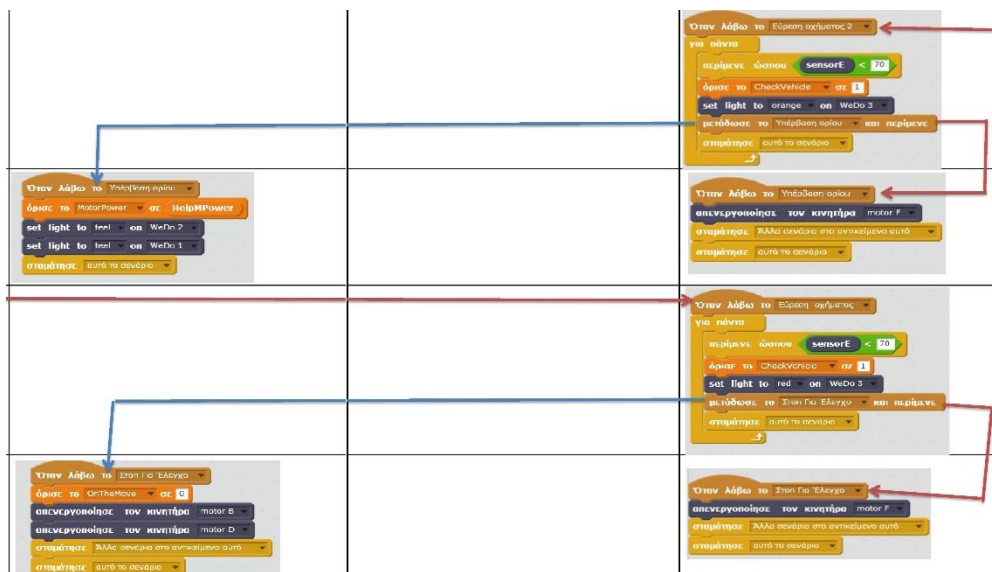 Όταν λάβω το Εύρεση οχήματος 2
για πάντα
περίμενε ώσπου sensorE < 70
όρισε το CheckVehicle σε 1
set light to orange on WeDo 3
μετάδωσε το Υπέρβαση ορίου και περίμενε
σταμάτησε αυτό το σενάριο
Όταν λάβω το Υπέρβαση ορίου
όρισε το MotorPower σε HelpMPower
set light to teal on WeDo 2
set light to teal on WeDo 1
σταμάτησε αυτό το σενάριο
Όταν λάβω το Υπέρβαση ορίου
απενεργοποίησε τον κινητήρα motor F
σταμάτησε Άλλα σενάρια στο αντικείμενο αυτό
σταμάτησε αυτό το σενάριο
Όταν λάβω το Εύρεση οχήματος
για πάντα
περίμενε ώσπου sensorE < 70
όρισε το CheckVehicle σε 1
set light to red on WeDo 3
μετάδωσε το Στοπ Για Έλεγχο και περίμενε
σταμάτησε αυτό το σενάριο
Όταν λάβω το Στοπ Για Έλεγχο
όρισε το OnTheMove σε 0
απενεργοποίησε τον κινητήρα motor B
απενεργοποίησε τον κινητήρα motor D
σταμάτησε Άλλα σενάρια στο αντικείμενο αυτό
σταμάτησε αυτό το σενάριο
Όταν λάβω το Στοπ Για Έλεγχο
απενεργοποίησε τον κινητήρα motor F
σταμάτησε Άλλα σενάρια στο αντικείμενο αυτό
σταμάτησε αυτό το σενάριο